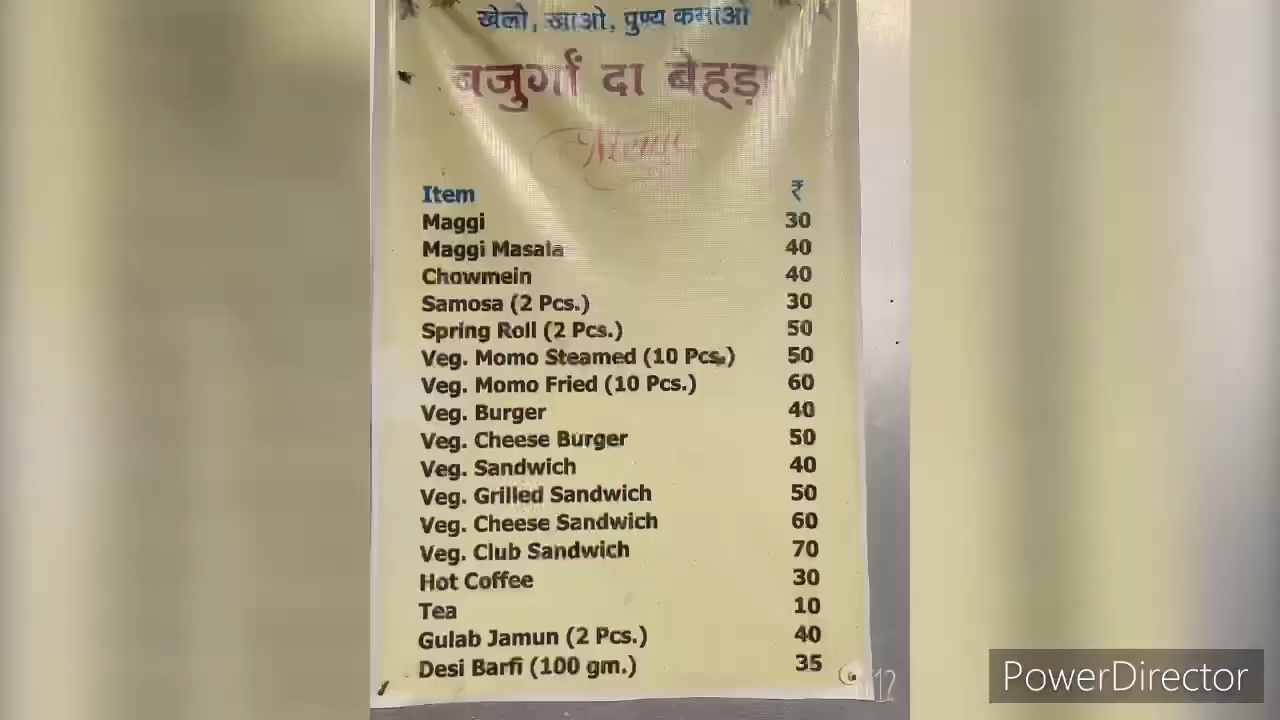 खेलो, खाओ, पुण्य कमाओ
बजुर्गां दा बेहड़ा
Menu
Item ₹
Maggi 30
Maggi Masala 40
Chowmein 40
Samosa (2 Pcs.) 30
Spring Roll (2 Pcs.) 50
Veg. Momo Steamed (10 Pcs.) 50
Veg. Momo Fried (10 Pcs.) 60
Veg. Burger 40
Veg. Cheese Burger 50
Veg. Sandwich 40
Veg. Grilled Sandwich 50
Veg. Cheese Sandwich 60
Veg. Club Sandwich 70
Hot Coffee 30
Tea 10
Gulab Jamun (2 Pcs.) 40
Desi Barfi (100 gm.) 35
PowerDirector